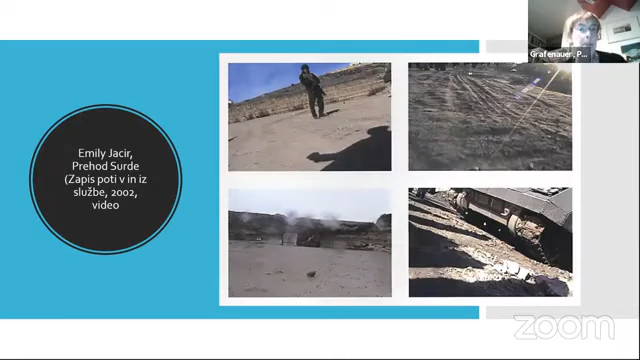 Grafenauer, P...
Emily Jacir,
Prehod Surde
(Zapis poti v in iz
službe, 2002,
video
zoom